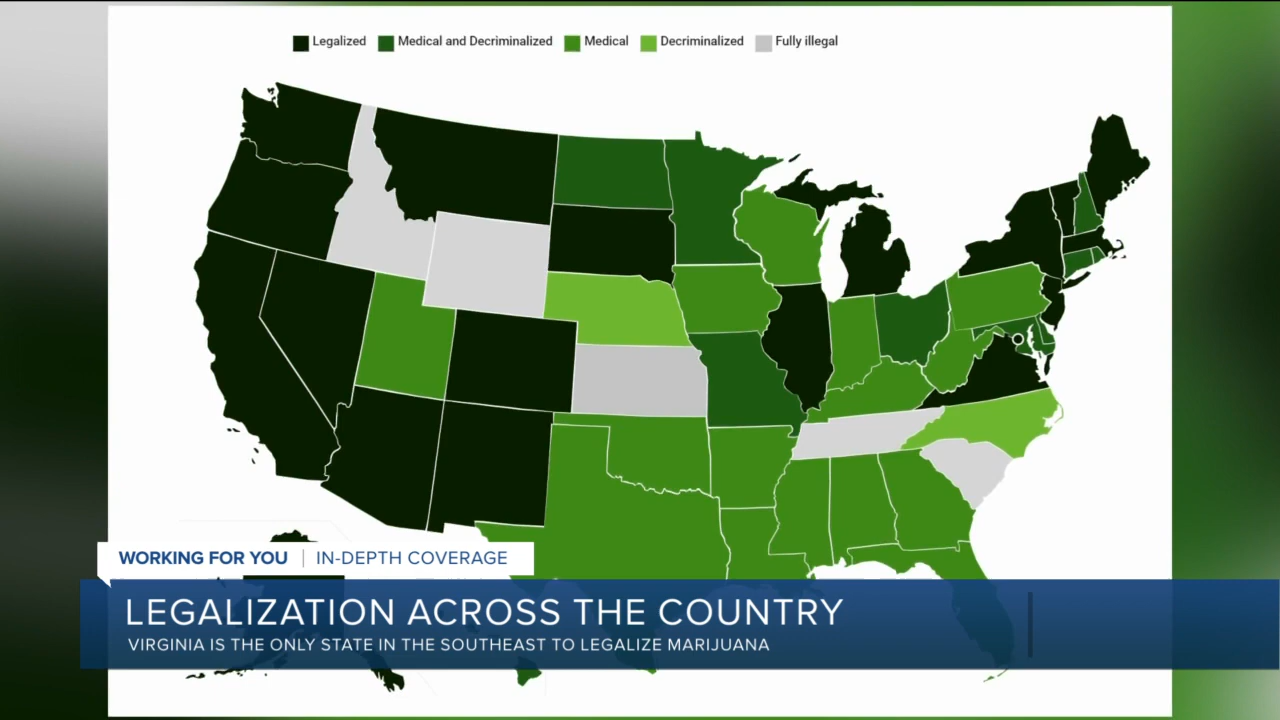 Legalized Medical and Decriminalized Medical Decriminalized Fully illegal
WORKING FOR YOU | IN-DEPTH COVERAGE
LEGALIZATION ACROSS THE COUNTRY
VIRGINIA IS THE ONLY STATE IN THE SOUTHEAST TO LEGALIZE MARIJUANA